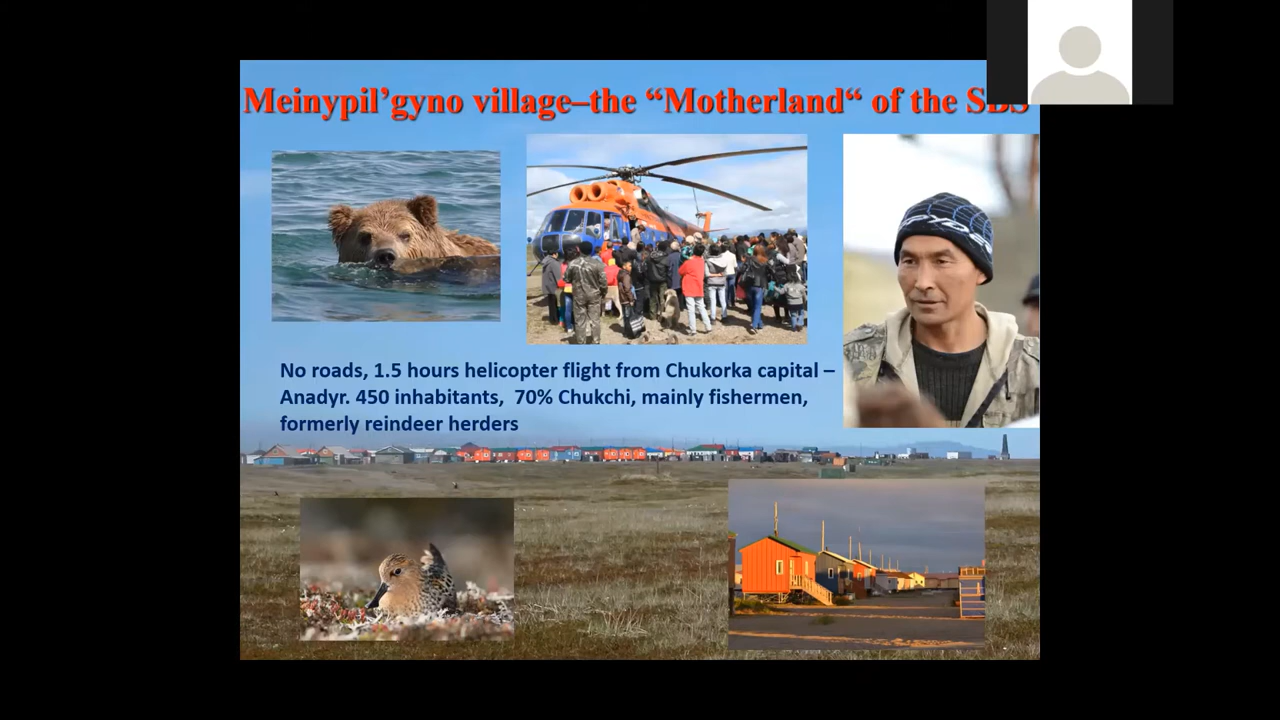 Meinypil’gyno village–the “Motherland“ of the SBS
No roads, 1.5 hours helicopter flight from Chukorka capital –
Anadyr. 450 inhabitants,  70% Chukchi, mainly fishermen,
formerly reindeer herders